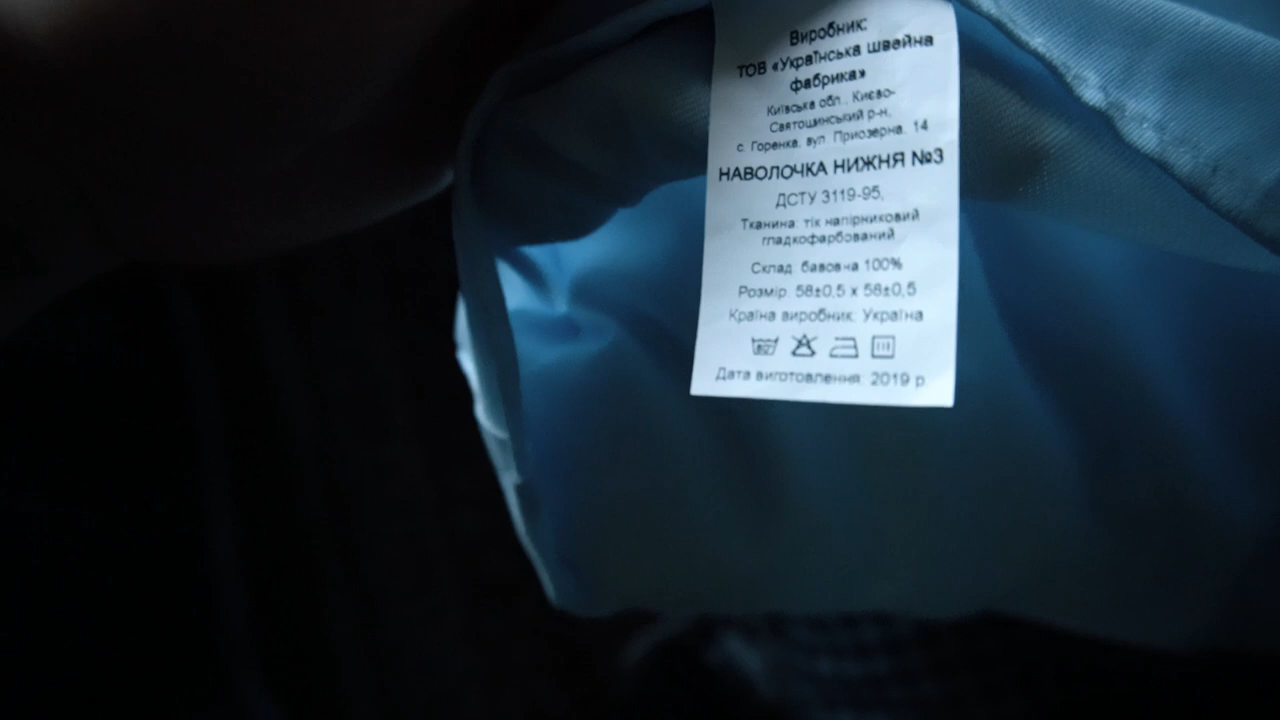 Виробник:
ТОВ «Українська швейна
фабрика»
Київська обл., Києво-
Святошинський р-н,
с. Горенка, вул. Приозерна, 14
НАВОЛОЧКА НИЖНЯ №3
ДСТУ 3119-95,
Тканина: тік напірниковий
гладкофарбований
Склад: бавовна 100%
Розмір: 58±0,5 х 58±0,5
Країна виробник: Україна
Дата виготовлення: 2019 р